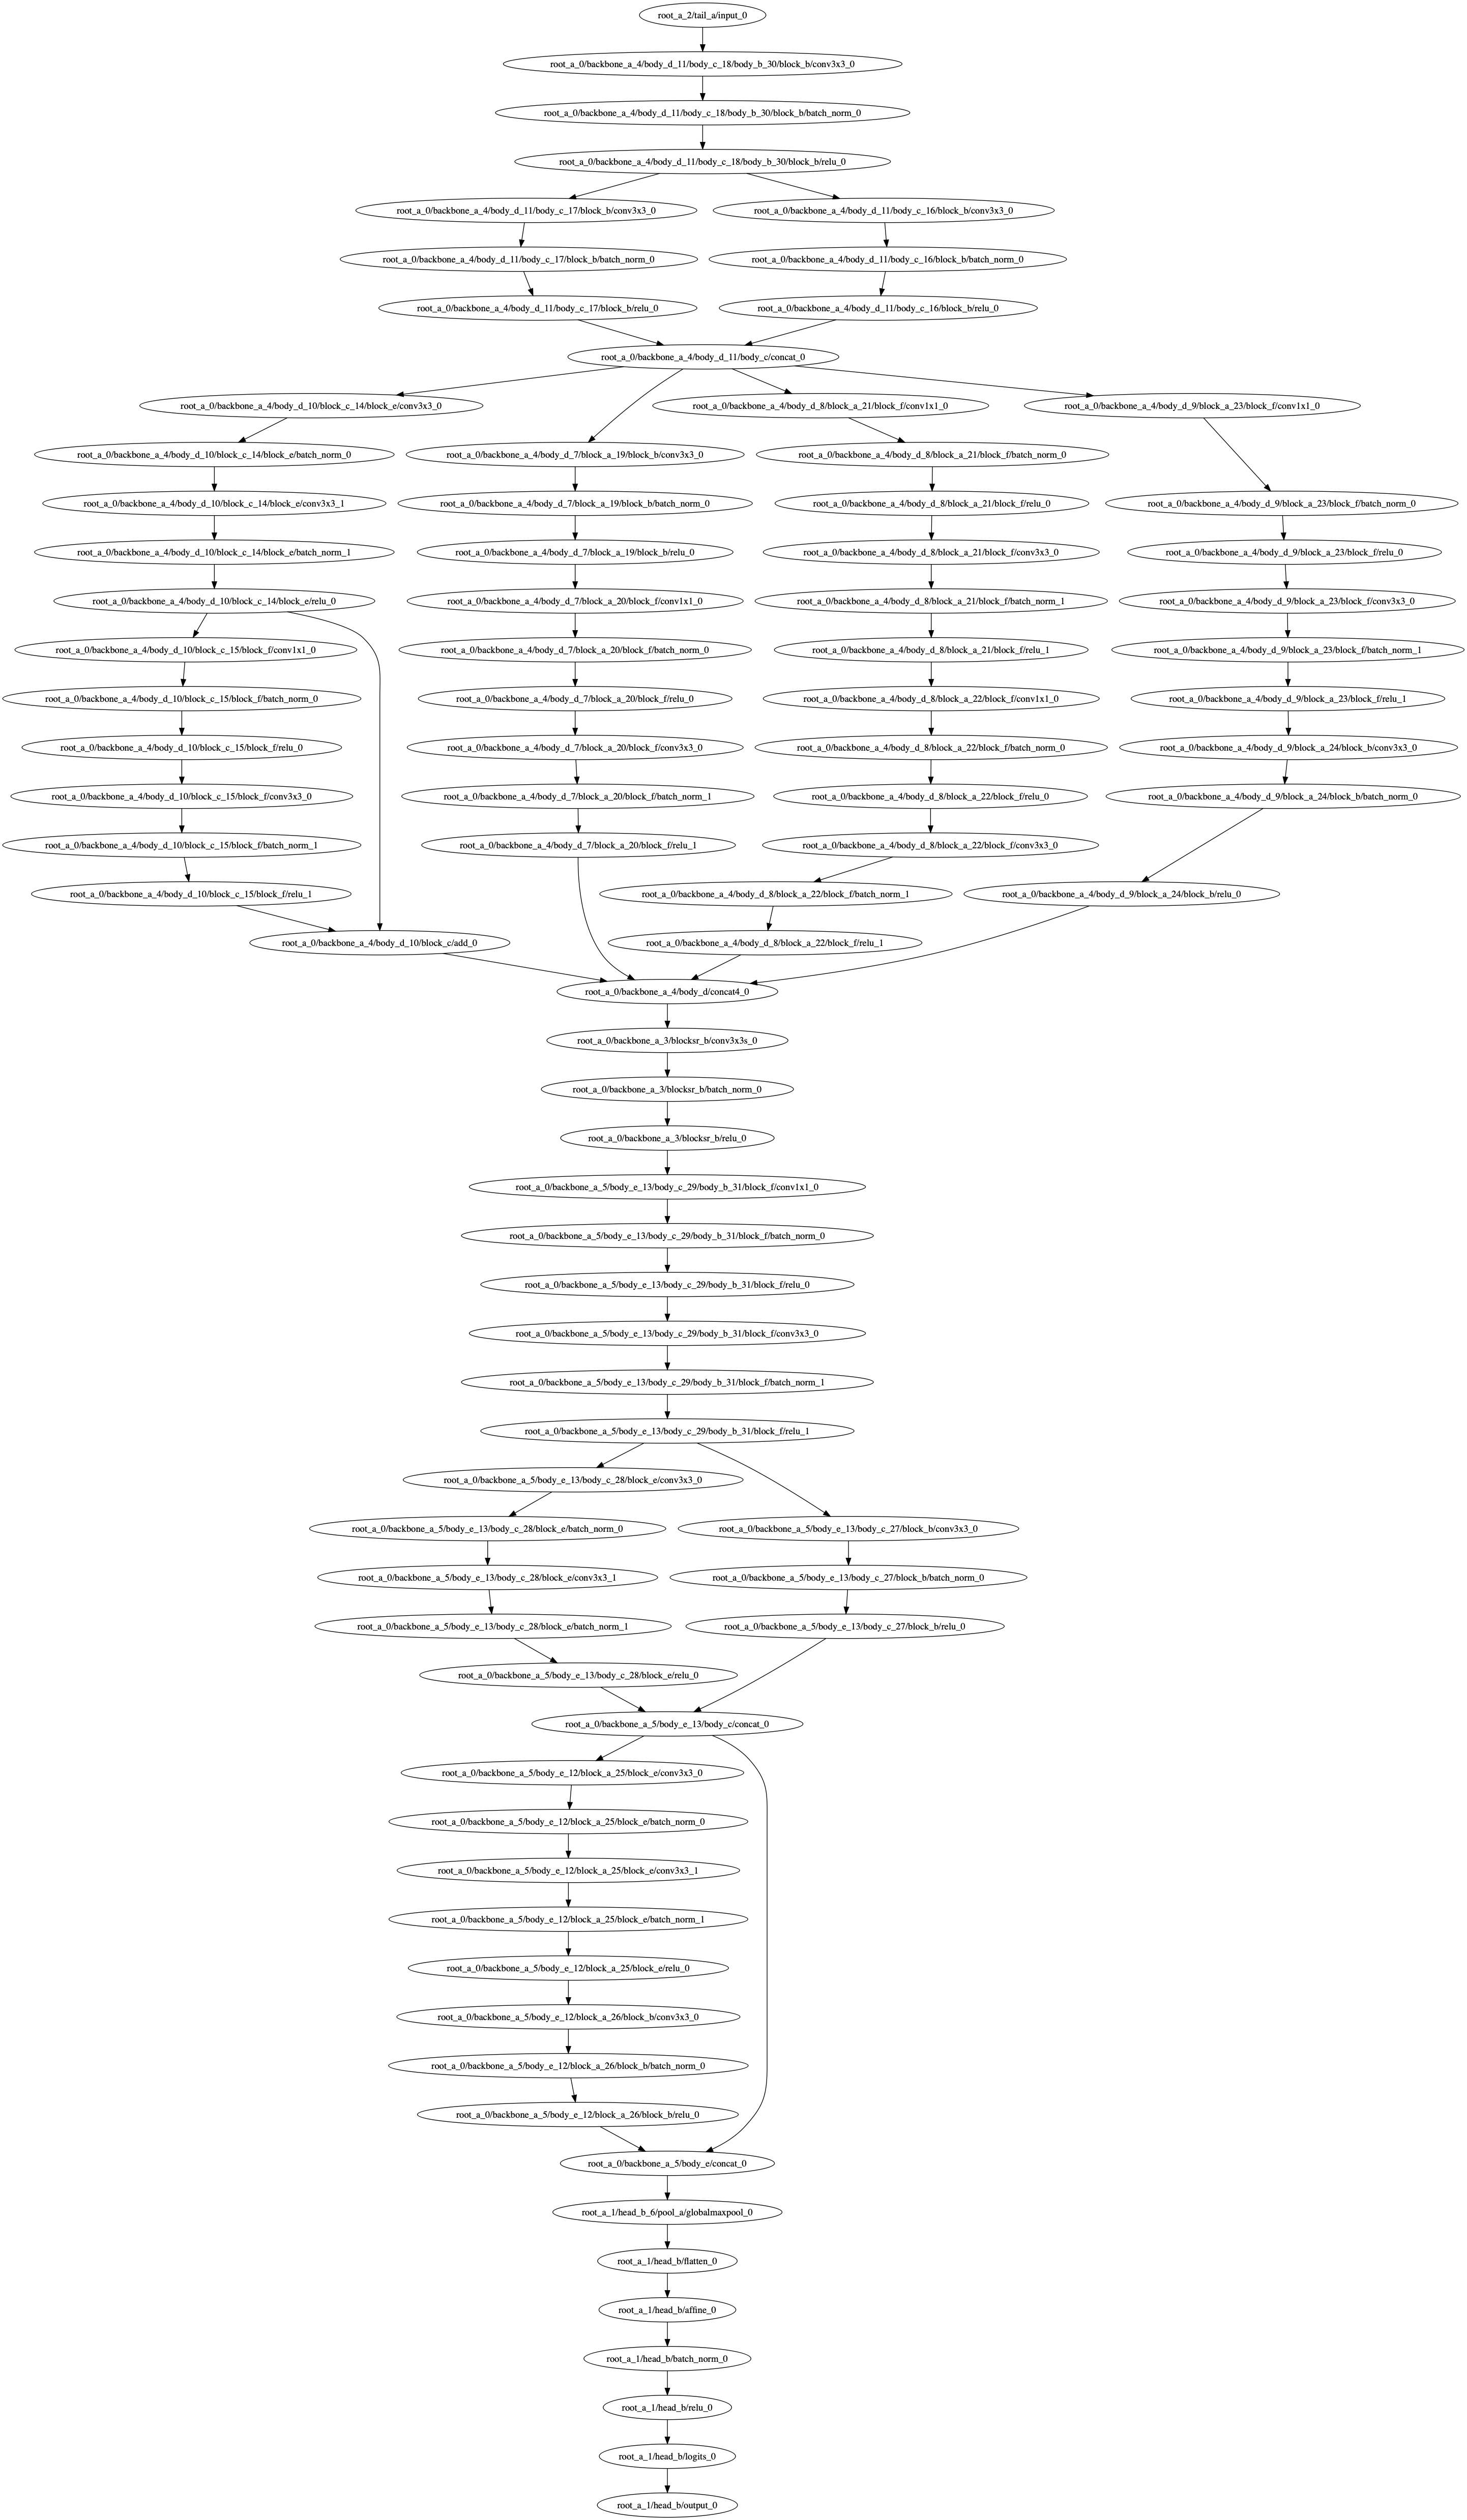 root_a_2/tail_a/input_0
root_a_0/backbone_a_4/body_d_11/body_c_18/body_b_30/block_b/conv3x3_0
root_a_0/backbone_a_4/body_d_11/body_c_18/body_b_30/block_b/batch_norm_0
root_a_0/backbone_a_4/body_d_11/body_c_18/body_b_30/block_b/relu_0
root_a_0/backbone_a_4/body_d_11/body_c_17/block_b/conv3x3_0
root_a_0/backbone_a_4/body_d_11/body_c_16/block_b/conv3x3_0
root_a_0/backbone_a_4/body_d_11/body_c_17/block_b/batch_norm_0
root_a_0/backbone_a_4/body_d_11/body_c_16/block_b/batch_norm_0
root_a_0/backbone_a_4/body_d_11/body_c_17/block_b/relu_0
root_a_0/backbone_a_4/body_d_11/body_c_16/block_b/relu_0
root_a_0/backbone_a_4/body_d_11/body_c/concat_0
root_a_0/backbone_a_4/body_d_10/block_c_14/block_e/conv3x3_0
root_a_0/backbone_a_4/body_d_8/block_a_21/block_f/conv1x1_0
root_a_0/backbone_a_4/body_d_9/block_a_23/block_f/conv1x1_0
root_a_0/backbone_a_4/body_d_10/block_c_14/block_e/batch_norm_0
root_a_0/backbone_a_4/body_d_7/block_a_19/block_b/conv3x3_0
root_a_0/backbone_a_4/body_d_8/block_a_21/block_f/batch_norm_0
root_a_0/backbone_a_4/body_d_10/block_c_14/block_e/conv3x3_1
root_a_0/backbone_a_4/body_d_7/block_a_19/block_b/batch_norm_0
root_a_0/backbone_a_4/body_d_8/block_a_21/block_f/relu_0
root_a_0/backbone_a_4/body_d_9/block_a_23/block_f/batch_norm_0
root_a_0/backbone_a_4/body_d_10/block_c_14/block_e/batch_norm_1
root_a_0/backbone_a_4/body_d_7/block_a_19/block_b/relu_0
root_a_0/backbone_a_4/body_d_8/block_a_21/block_f/conv3x3_0
root_a_0/backbone_a_4/body_d_9/block_a_23/block_f/relu_0
root_a_0/backbone_a_4/body_d_10/block_c_14/block_e/relu_0
root_a_0/backbone_a_4/body_d_7/block_a_20/block_f/conv1x1_0
root_a_0/backbone_a_4/body_d_8/block_a_21/block_f/batch_norm_1
root_a_0/backbone_a_4/body_d_9/block_a_23/block_f/conv3x3_0
root_a_0/backbone_a_4/body_d_10/block_c_15/block_f/conv1x1_0
root_a_0/backbone_a_4/body_d_7/block_a_20/block_f/batch_norm_0
root_a_0/backbone_a_4/body_d_8/block_a_21/block_f/relu_1
root_a_0/backbone_a_4/body_d_9/block_a_23/block_f/batch_norm_1
root_a_0/backbone_a_4/body_d_10/block_c_15/block_f/batch_norm_0
root_a_0/backbone_a_4/body_d_7/block_a_20/block_f/relu_0
root_a_0/backbone_a_4/body_d_8/block_a_22/block_f/conv1x1_0
root_a_0/backbone_a_4/body_d_9/block_a_23/block_f/relu_1
root_a_0/backbone_a_4/body_d_10/block_c_15/block_f/relu_0
root_a_0/backbone_a_4/body_d_7/block_a_20/block_f/conv3x3_0
root_a_0/backbone_a_4/body_d_8/block_a_22/block_f/batch_norm_0
root_a_0/backbone_a_4/body_d_9/block_a_24/block_b/conv3x3_0
root_a_0/backbone_a_4/body_d_10/block_c_15/block_f/conv3x3_0
root_a_0/backbone_a_4/body_d_7/block_a_20/block_f/batch_norm_1
root_a_0/backbone_a_4/body_d_8/block_a_22/block_f/relu_0
root_a_0/backbone_a_4/body_d_9/block_a_24/block_b/batch_norm_0
root_a_0/backbone_a_4/body_d_10/block_c_15/block_f/batch_norm_1
root_a_0/backbone_a_4/body_d_7/block_a_20/block_f/relu_1
root_a_0/backbone_a_4/body_d_8/block_a_22/block_f/conv3x3_0
root_a_0/backbone_a_4/body_d_10/block_c_15/block_f/relu_1
root_a_0/backbone_a_4/body_d_8/block_a_22/block_f/batch_norm_1
root_a_0/backbone_a_4/body_d_9/block_a_24/block_b/relu_0
root_a_0/backbone_a_4/body_d_10/block_c/add_0
root_a_0/backbone_a_4/body_d_8/block_a_22/block_f/relu_1
root_a_0/backbone_a_4/body_d/concat4_0
root_a_0/backbone_a_3/blocksr_b/conv3x3s_0
root_a_0/backbone_a_3/blocksr_b/batch_norm_0
root_a_0/backbone_a_3/blocksr_b/relu_0
root_a_0/backbone_a_5/body_e_13/body_c_29/body_b_31/block_f/conv1x1_0
root_a_0/backbone_a_5/body_e_13/body_c_29/body_b_31/block_f/batch_norm_0
root_a_0/backbone_a_5/body_e_13/body_c_29/body_b_31/block_f/relu_0
root_a_0/backbone_a_5/body_e_13/body_c_29/body_b_31/block_f/conv3x3_0
root_a_0/backbone_a_5/body_e_13/body_c_29/body_b_31/block_f/batch_norm_1
root_a_0/backbone_a_5/body_e_13/body_c_29/body_b_31/block_f/relu_1
root_a_0/backbone_a_5/body_e_13/body_c_28/block_e/conv3x3_0
root_a_0/backbone_a_5/body_e_13/body_c_28/block_e/batch_norm_0
root_a_0/backbone_a_5/body_e_13/body_c_27/block_b/conv3x3_0
root_a_0/backbone_a_5/body_e_13/body_c_28/block_e/conv3x3_1
root_a_0/backbone_a_5/body_e_13/body_c_27/block_b/batch_norm_0
root_a_0/backbone_a_5/body_e_13/body_c_28/block_e/batch_norm_1
root_a_0/backbone_a_5/body_e_13/body_c_27/block_b/relu_0
root_a_0/backbone_a_5/body_e_13/body_c_28/block_e/relu_0
root_a_0/backbone_a_5/body_e_13/body_c/concat_0
root_a_0/backbone_a_5/body_e_12/block_a_25/block_e/conv3x3_0
root_a_0/backbone_a_5/body_e_12/block_a_25/block_e/batch_norm_0
root_a_0/backbone_a_5/body_e_12/block_a_25/block_e/conv3x3_1
root_a_0/backbone_a_5/body_e_12/block_a_25/block_e/batch_norm_1
root_a_0/backbone_a_5/body_e_12/block_a_25/block_e/relu_0
root_a_0/backbone_a_5/body_e_12/block_a_26/block_b/conv3x3_0
root_a_0/backbone_a_5/body_e_12/block_a_26/block_b/batch_norm_0
root_a_0/backbone_a_5/body_e_12/block_a_26/block_b/relu_0
root_a_0/backbone_a_5/body_e/concat_0
root_a_1/head_b_6/pool_a/globalmaxpool_0
root_a_1/head_b/flatten_0
root_a_1/head_b/affine_0
root_a_1/head_b/batch_norm_0
root_a_1/head_b/relu_0
root_a_1/head_b/logits_0
root_a_1/head_b/output_0